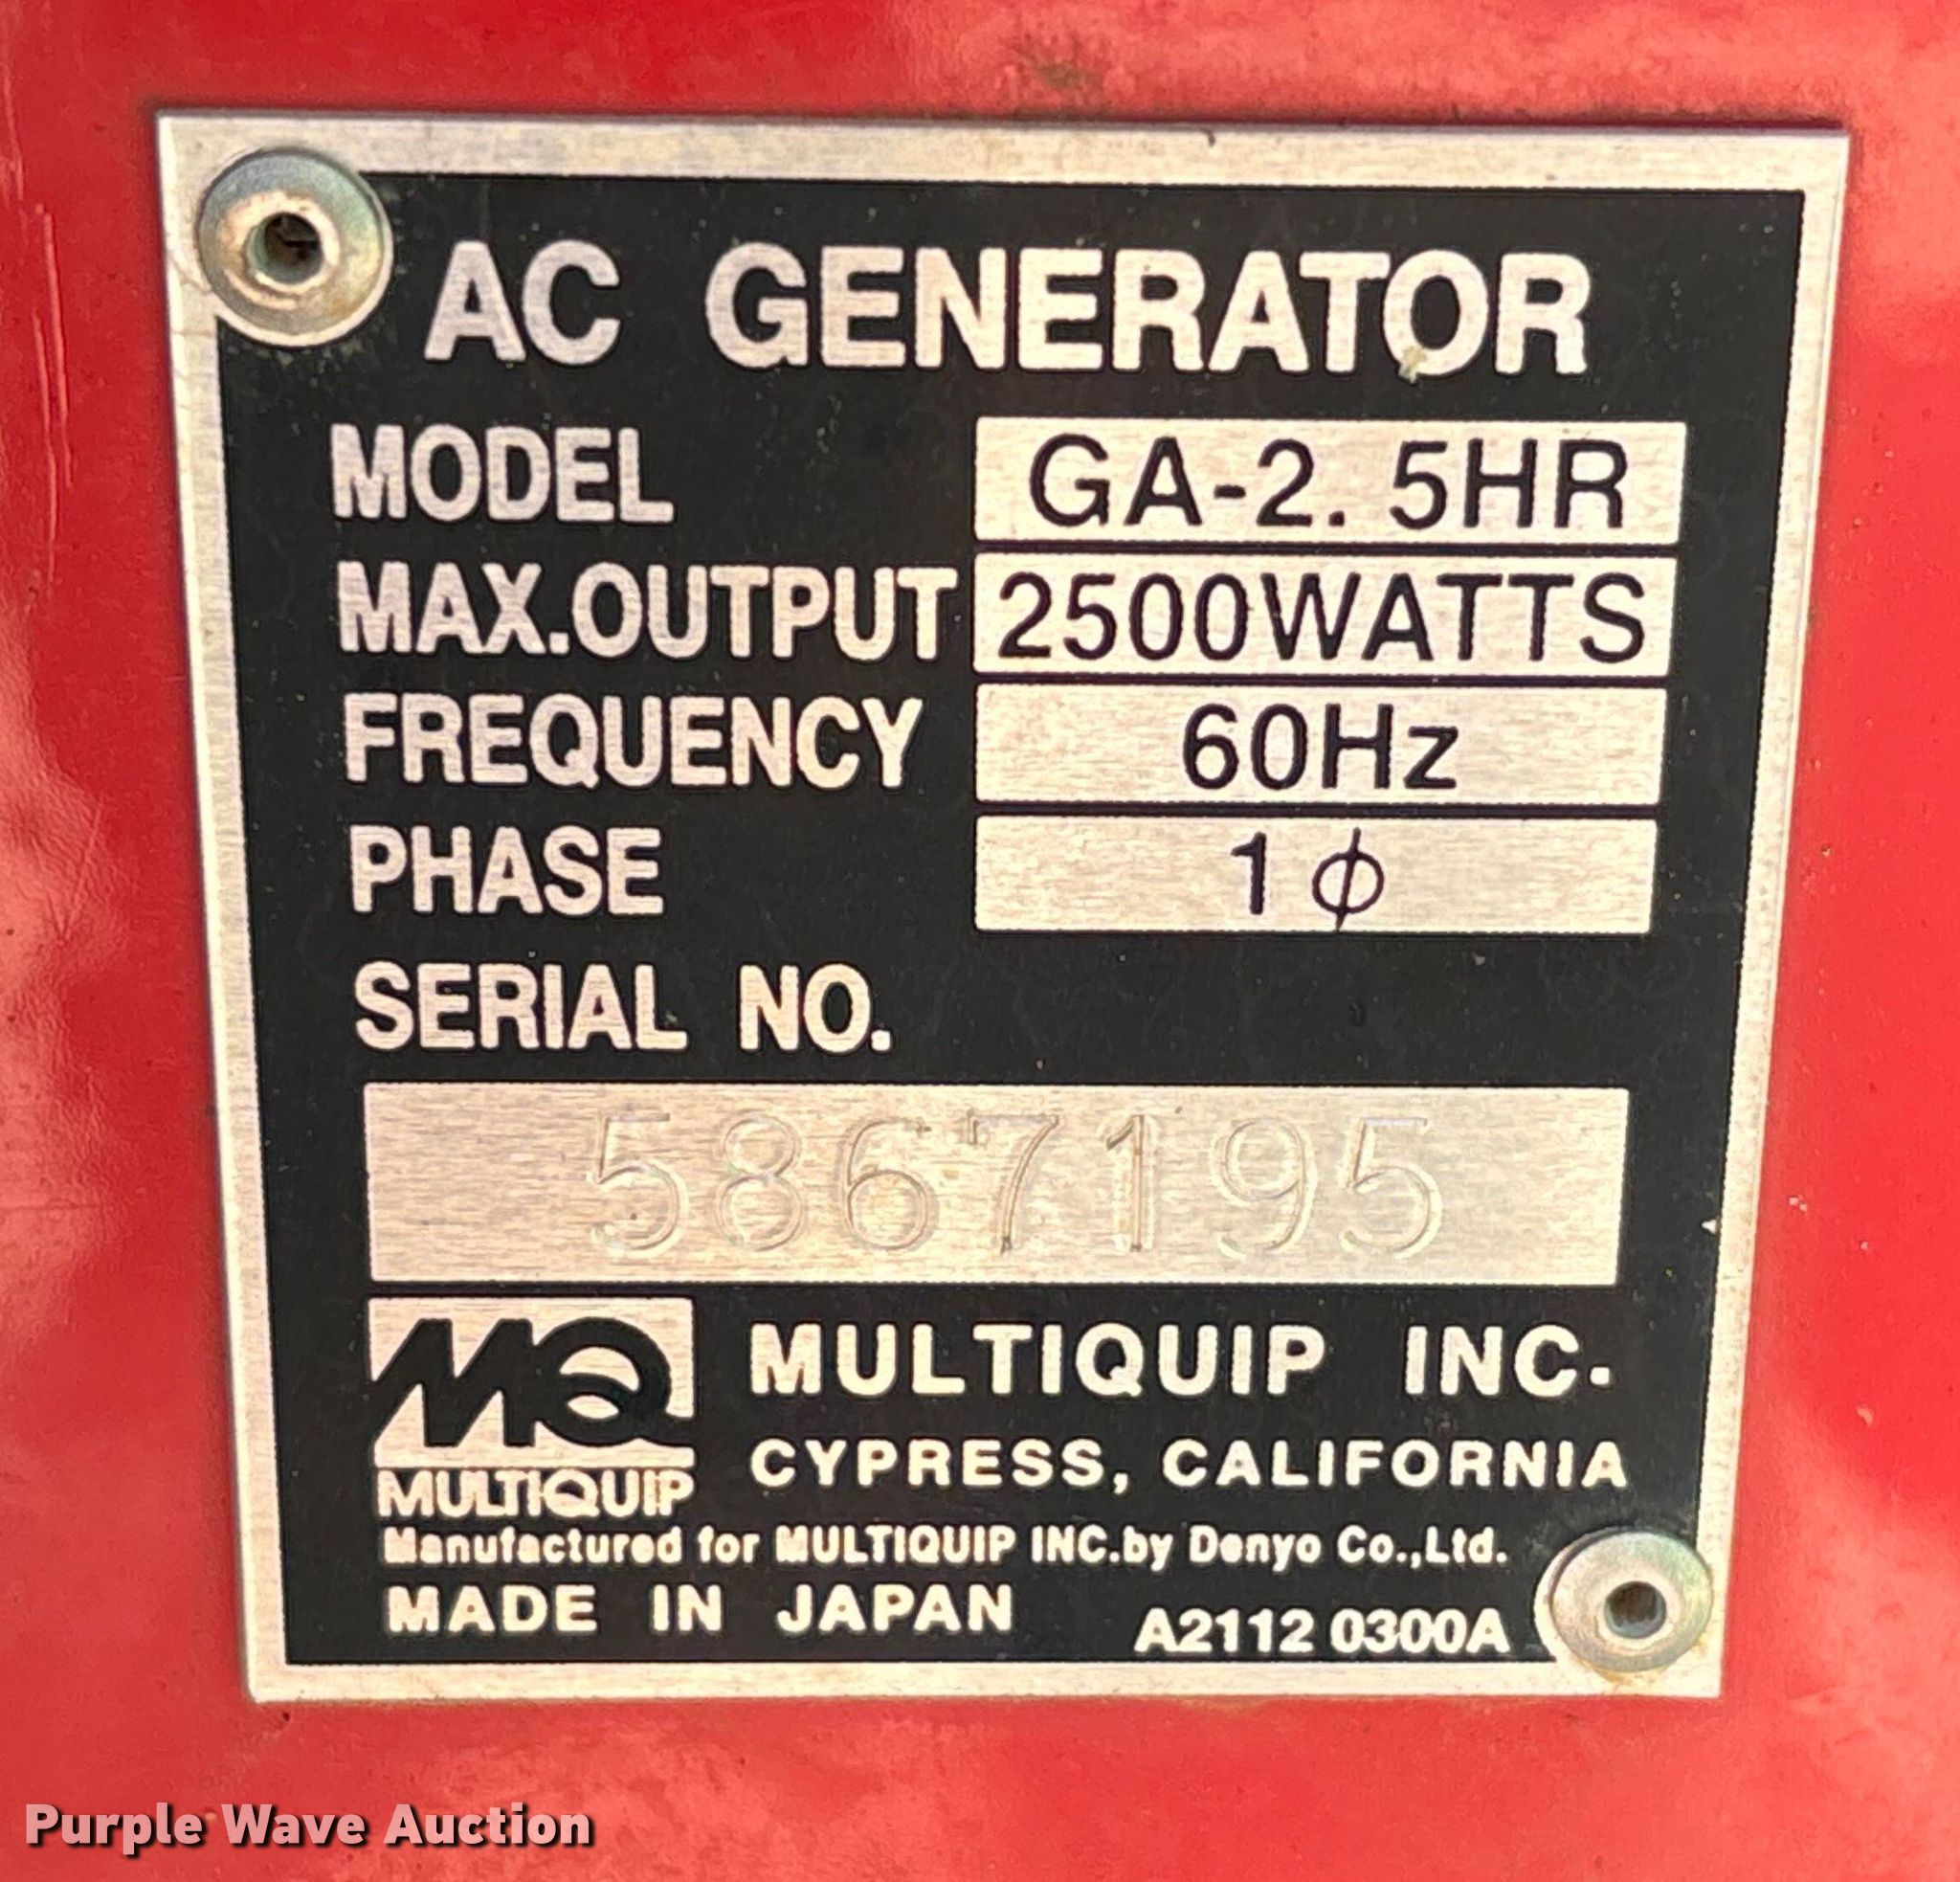 AC GENERATOR
MODEL GA-2.5HR
MAX.OUTPUT 2500WATTS
FREQUENCY 60Hz
PHASE 1ϕ
SERIAL NO.
5867195
MQ
MULTIQUIP
MULTIQUIP INC.
CYPRESS, CALIFORNIA
Manufactured for MULTIQUIP INC.by Denyo Co.,Ltd.
MADE IN JAPAN A2112 0300A
Purple Wave Auction